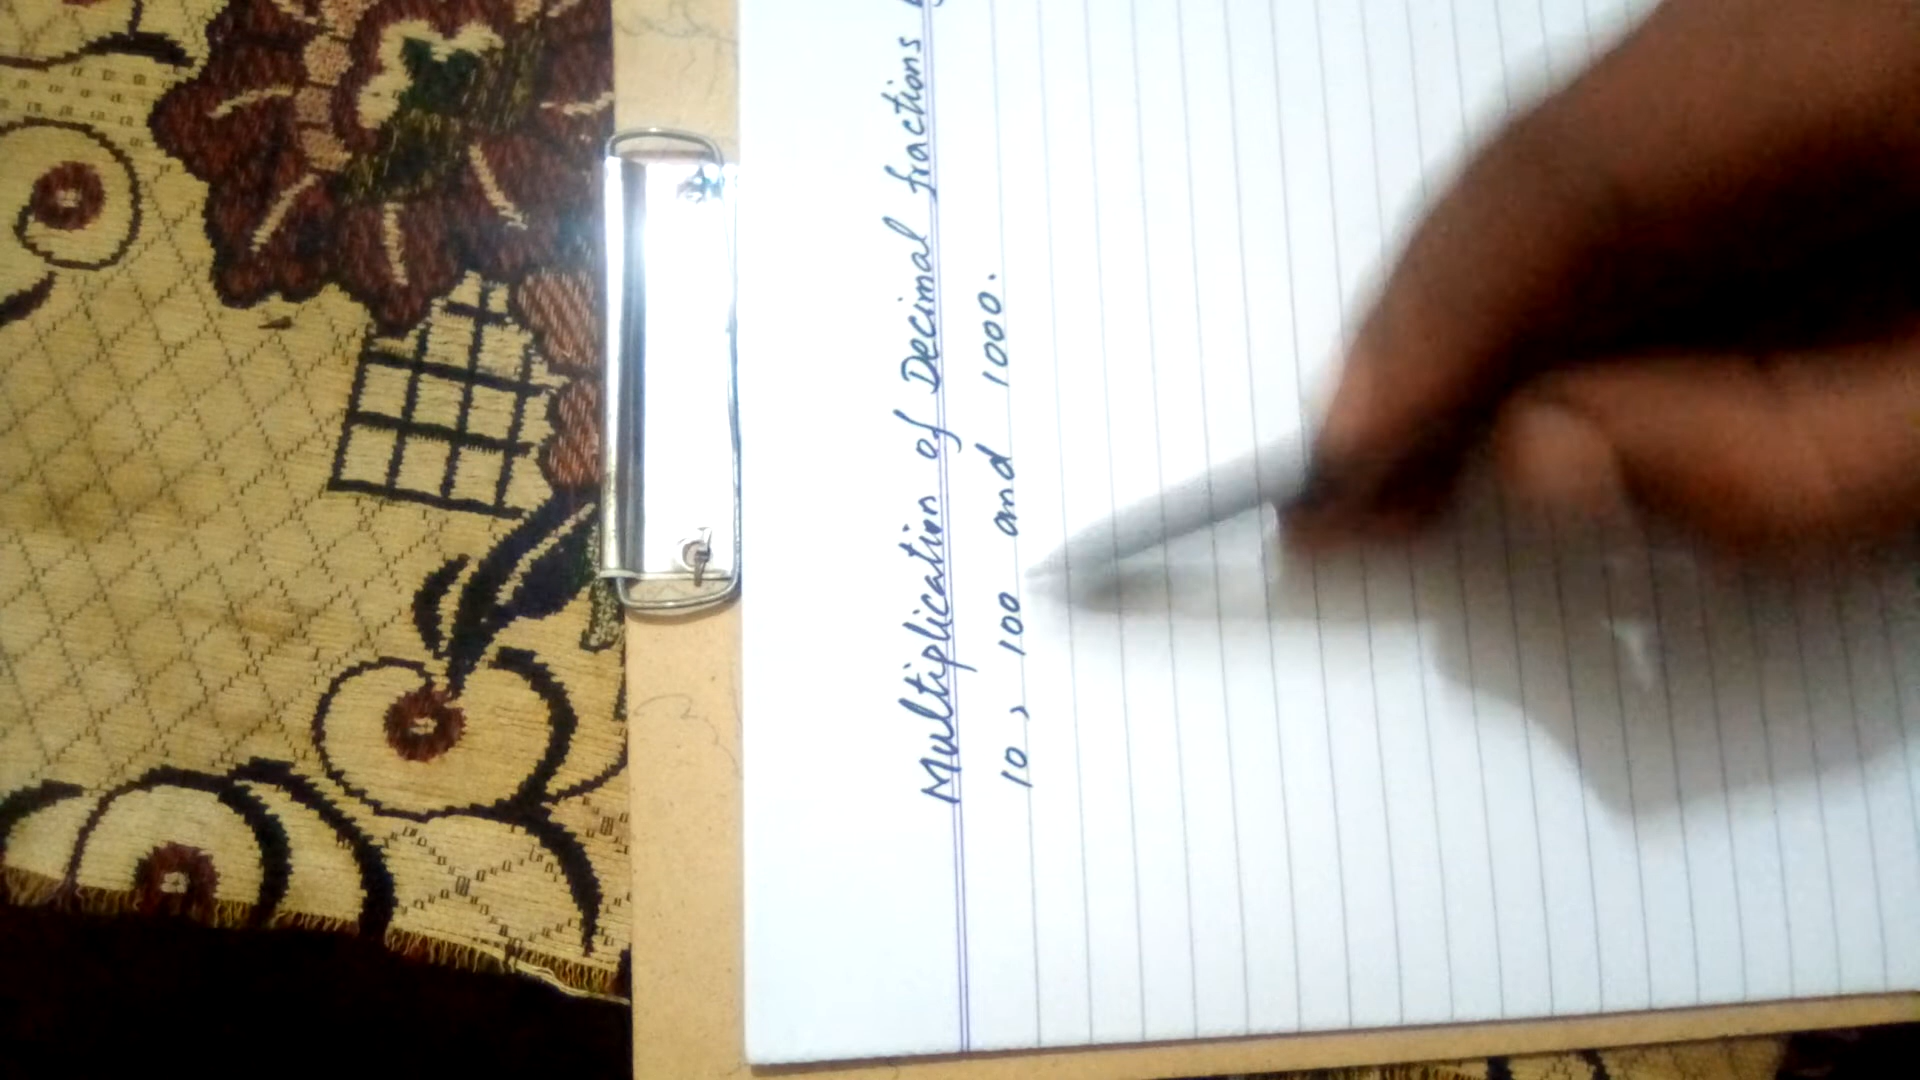 Multiplication of Decimal fractions
10, 100 and 1000.